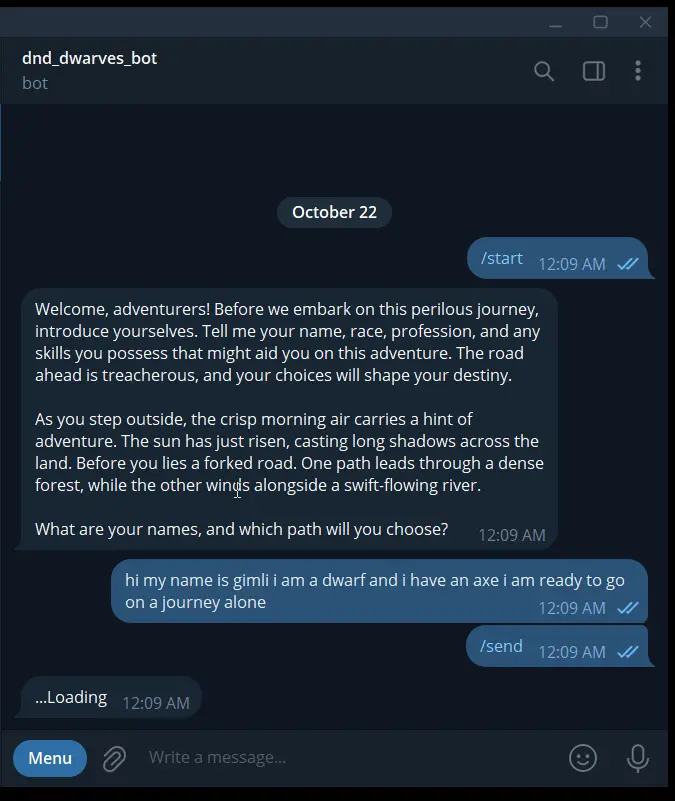 dnd_dwarves_bot
bot
October 22
/start 12:09 AM
Welcome, adventurers! Before we embark on this perilous journey,
introduce yourselves. Tell me your name, race, profession, and any
skills you possess that might aid you on this adventure. The road
ahead is treacherous, and your choices will shape your destiny.
As you step outside, the crisp morning air carries a hint of
adventure. The sun has just risen, casting long shadows across the
land. Before you lies a forked road. One path leads through a dense
forest, while the other winds alongside a swift-flowing river.
What are your names, and which path will you choose? 12:09 AM
hi my name is gimli i am a dwarf and i have an axe i am ready to go
on a journey alone 12:09 AM
/send 12:09 AM
...Loading 12:09 AM
Menu Write a message...